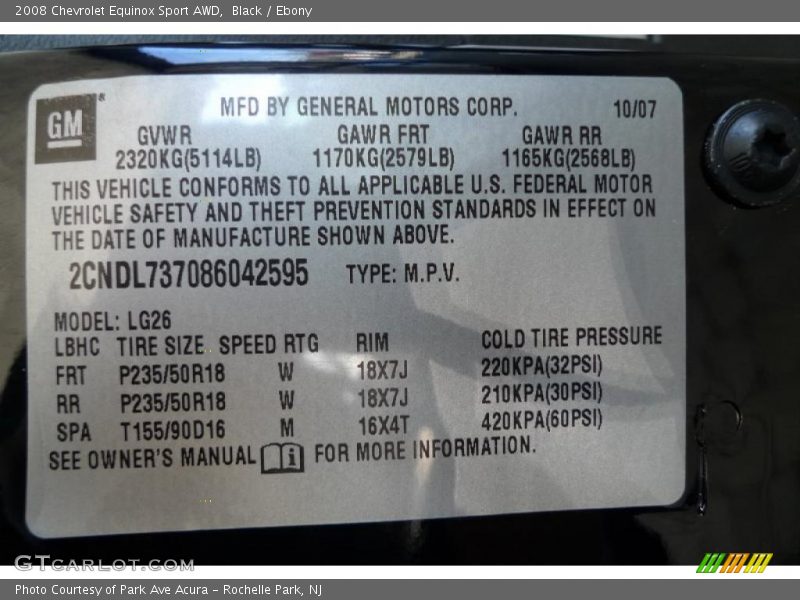 2008 Chevrolet Equinox Sport AWD, Black / Ebony
GM
MFD BY GENERAL MOTORS CORP. 10/07
GVWR GAWR FRT GAWR RR
2320KG(5114LB) 1170KG(2579LB) 1165KG(2568LB)
THIS VEHICLE CONFORMS TO ALL APPLICABLE U.S. FEDERAL MOTOR
VEHICLE SAFETY AND THEFT PREVENTION STANDARDS IN EFFECT ON
THE DATE OF MANUFACTURE SHOWN ABOVE.
2CNDL737086042595 TYPE: M.P.V.
MODEL: LG26
LBHC TIRE SIZE SPEED RTG RIM COLD TIRE PRESSURE
FRT P235/50R18 W 18X7J 220KPA(32PSI)
RR P235/50R18 W 18X7J 210KPA(30PSI)
SPA T155/90D16 M 16X4T 420KPA(60PSI)
SEE OWNER'S MANUAL i FOR MORE INFORMATION.
GTCARLOT.COM
Photo Courtesy of Park Ave Acura - Rochelle Park, NJ